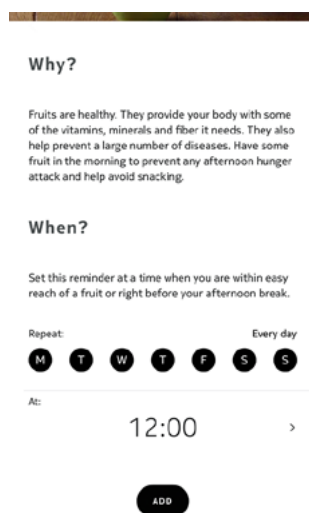 Why?
Fruits are healthy. They provide your body with some
of the vitamins, minerals and fiber it needs. They also
help prevent a large number of diseases. Have some
fruit in the morning to prevent any afternoon hunger
attack and help avoid snacking.
When?
Set this reminder at a time when you are within easy
reach of a fruit or right before your afternoon break.
Repeat: Every day
M T W T F S S
At:
12:00 >
ADD